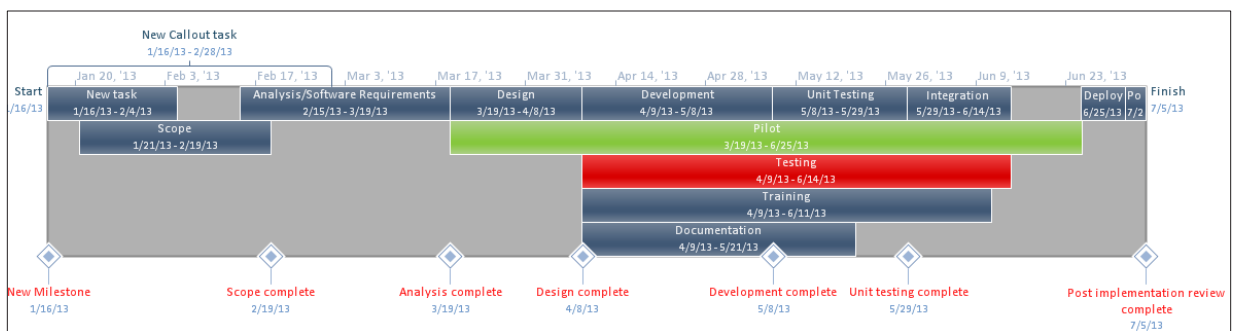 New Callout task
1/16/13 - 2/28/13
Jan 20, '13 Feb 3, '13 Feb 17, '13 Mar 3, '13 Mar 17, '13 Mar 31, '13 Apr 14, '13 Apr 28, '13 May 12, '13 May 26, '13 Jun 9, '13 Jun 23, '13
Start
/16/13
New task
1/16/13 - 2/4/13
Analysis/Software Requirements
2/15/13 - 3/19/13
Design
3/19/13 - 4/8/13
Development
4/9/13 - 5/8/13
Unit Testing
5/8/13 - 5/29/13
Integration
5/29/13 - 6/14/13
Deploy
6/25/13
Po
7/2
Finish
7/5/13
Scope
1/21/13 - 2/19/13
Pilot
3/19/13 - 6/25/13
Testing
4/9/13 - 6/14/13
Training
4/9/13 - 6/11/13
Documentation
4/9/13 - 5/21/13
New Milestone
1/16/13
Scope complete
2/19/13
Analysis complete
3/19/13
Design complete
4/8/13
Development complete
5/8/13
Unit testing complete
5/29/13
Post implementation review
complete
7/5/13